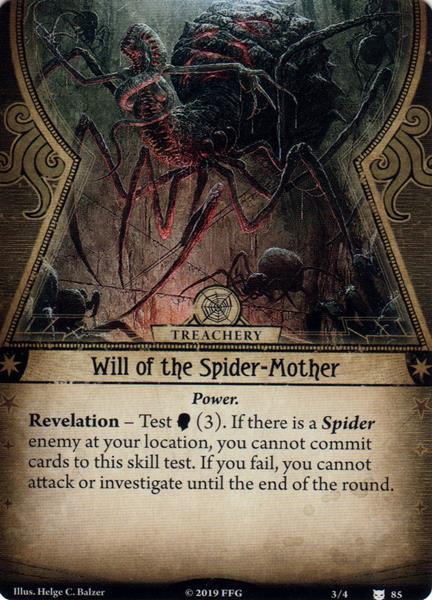 TREACHERY
Will of the Spider-Mother
Power.
Revelation – Test (3). If there is a Spider
enemy at your location, you cannot commit
cards to this skill test. If you fail, you cannot
attack or investigate until the end of the round.
Illus. Helge C. Balzer © 2019 FFG 3/4 85